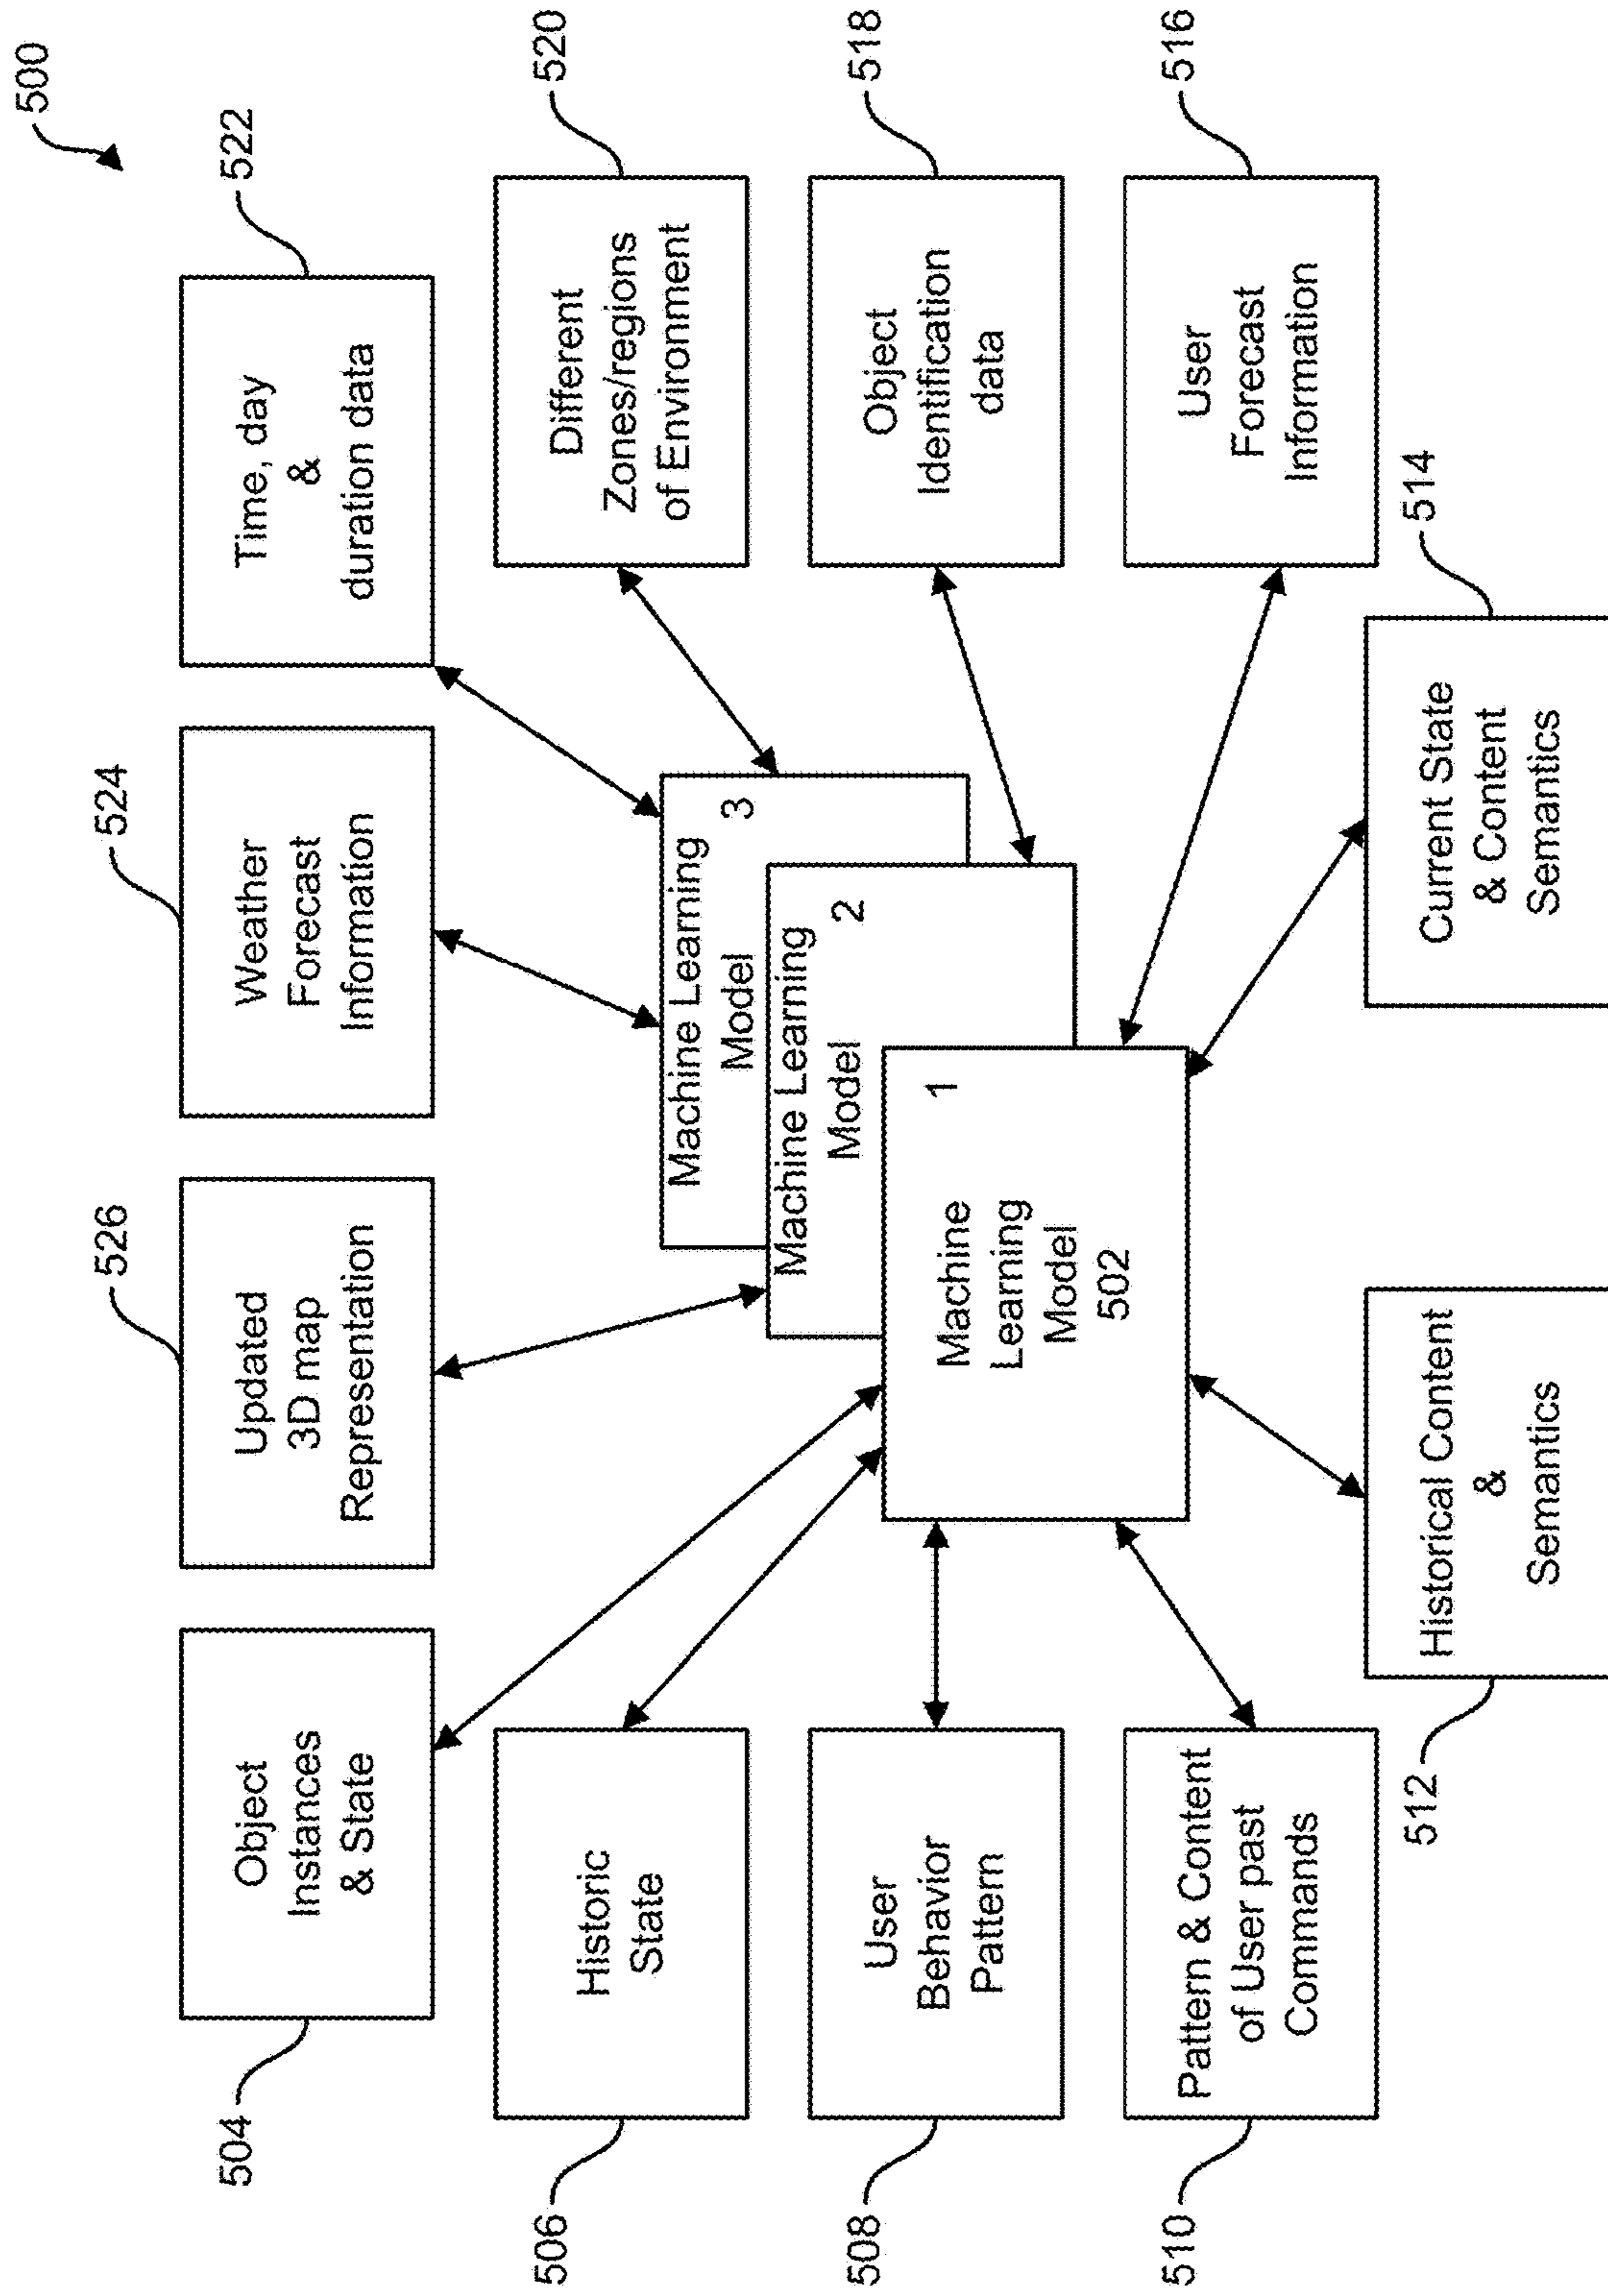 500
504
Object
Instances
& State
526
Updated
3D map
Representation
524
Weather
Forecast
Information
522
Time, day
&
duration data
506
Historic
State
508
User
Behavior
Pattern
510
Pattern & Content
of User past
Commands
Machine Learning
Model
3
Machine Learning
Model
2
1
Machine
Learning
Model
502
520
Different
Zones/regions
of Environment
518
Object
Identification
data
516
User
Forecast
Information
512
Historical Content
&
Semantics
514
Current State
& Content
Semantics